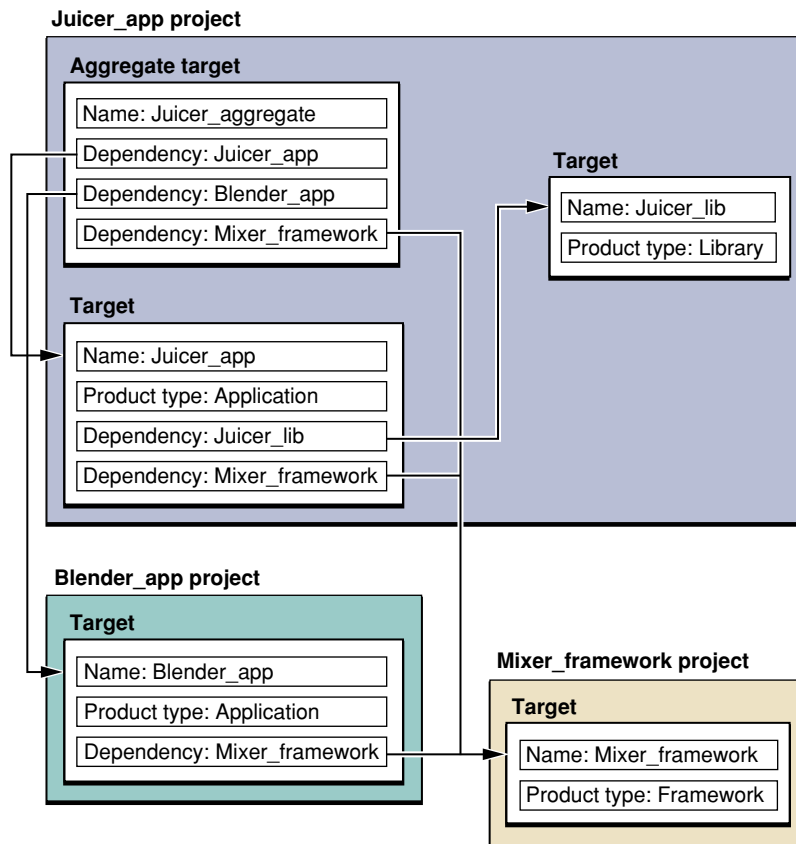 Juicer_app project
Aggregate target
Name: Juicer_aggregate
Dependency: Juicer_app
Dependency: Blender_app
Dependency: Mixer_framework
Target
Name: Juicer_lib
Product type: Library
Target
Name: Juicer_app
Product type: Application
Dependency: Juicer_lib
Dependency: Mixer_framework
Blender_app project
Target
Name: Blender_app
Product type: Application
Dependency: Mixer_framework
Mixer_framework project
Target
Name: Mixer_framework
Product type: Framework